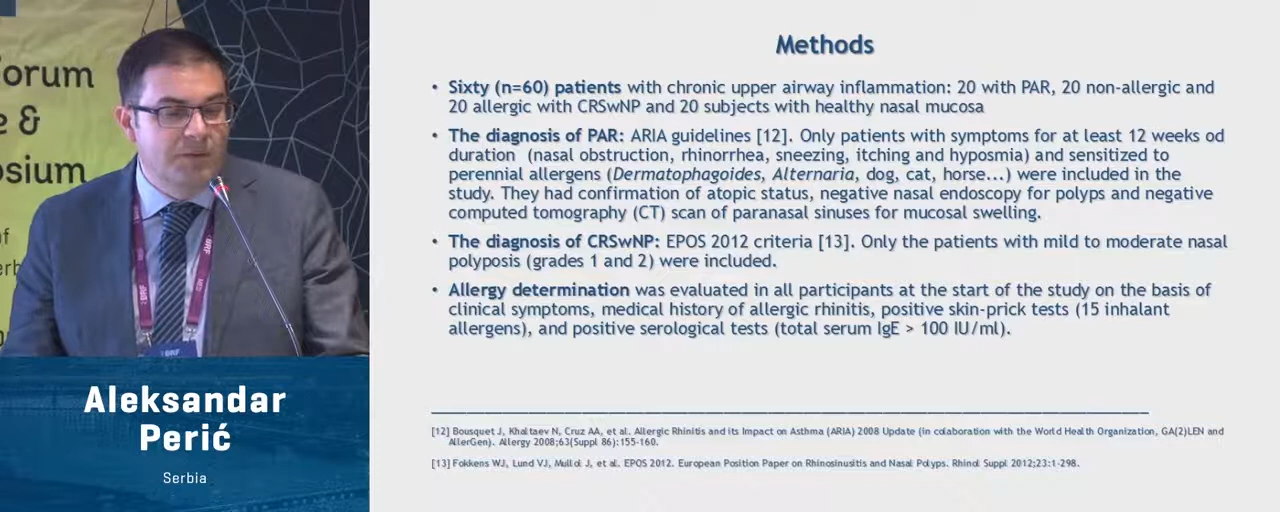 orum
e &
osium
of
BRF
BRF
Aleksandar
Perić
Serbia
Methods
• Sixty (n=60) patients with chronic upper airway inflammation: 20 with PAR, 20 non-allergic and
20 allergic with CRSwNP and 20 subjects with healthy nasal mucosa
• The diagnosis of PAR: ARIA guidelines [12]. Only patients with symptoms for at least 12 weeks od
duration (nasal obstruction, rhinorrhea, sneezing, itching and hyposmia) and sensitized to
perennial allergens (Dermatophagoides, Alternaria, dog, cat, horse...) were included in the
study. They had confirmation of atopic status, negative nasal endoscopy for polyps and negative
computed tomography (CT) scan of paranasal sinuses for mucosal swelling.
• The diagnosis of CRSwNP: EPOS 2012 criteria [13]. Only the patients with mild to moderate nasal
polyposis (grades 1 and 2) were included.
• Allergy determination was evaluated in all participants at the start of the study on the basis of
clinical symptoms, medical history of allergic rhinitis, positive skin-prick tests (15 inhalant
allergens), and positive serological tests (total serum IgE > 100 IU/ml).
[12] Bousquet J, Khaltaev N, Cruz AA, et al. Allergic Rhinitis and its Impact on Asthma (ARIA) 2008 Update (in colaboration with the World Health Organization, GA(2)LEN and
AllerGen). Allergy 2008;63(Suppl 86):155-160.
[13] Fokkens WJ, Lund VJ, Mullol J, et al. EPOS 2012. European Position Paper on Rhinosinusitis and Nasal Polyps. Rhinol Suppl 2012;23:1-298.